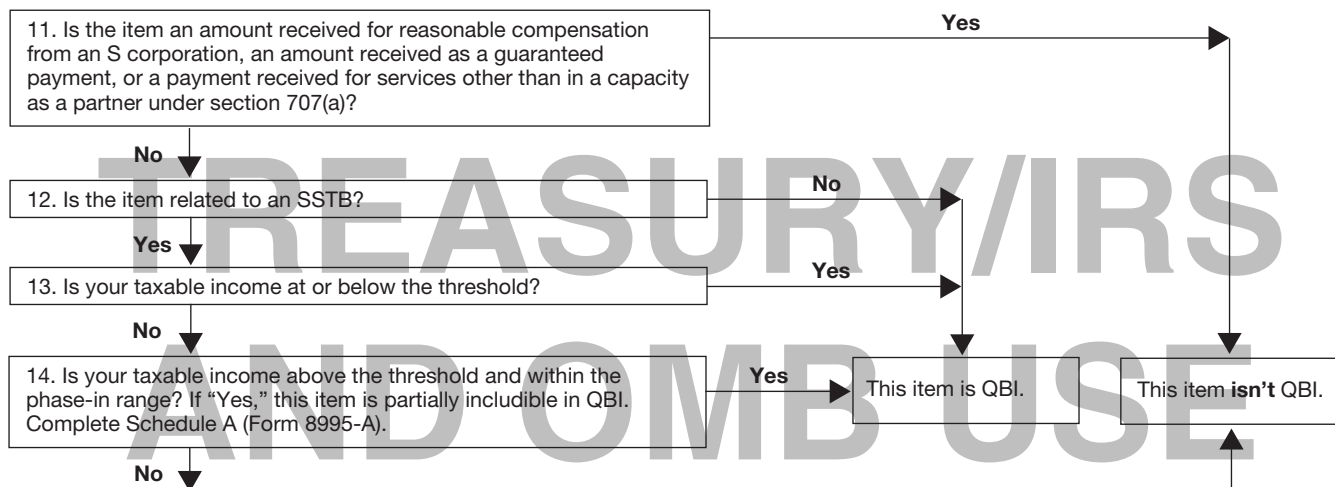 11. Is the item an amount received for reasonable compensation
from an S corporation, an amount received as a guaranteed
payment, or a payment received for services other than in a capacity
as a partner under section 707(a)?
Yes
No
TREASURY/IRS
12. Is the item related to an SSTB?
No
Yes
13. Is your taxable income at or below the threshold?
Yes
No
AND OMB USE
14. Is your taxable income above the threshold and within the
phase-in range? If “Yes,” this item is partially includible in QBI.
Complete Schedule A (Form 8995-A).
Yes
This item is QBI.
This item isn’t QBI.
No